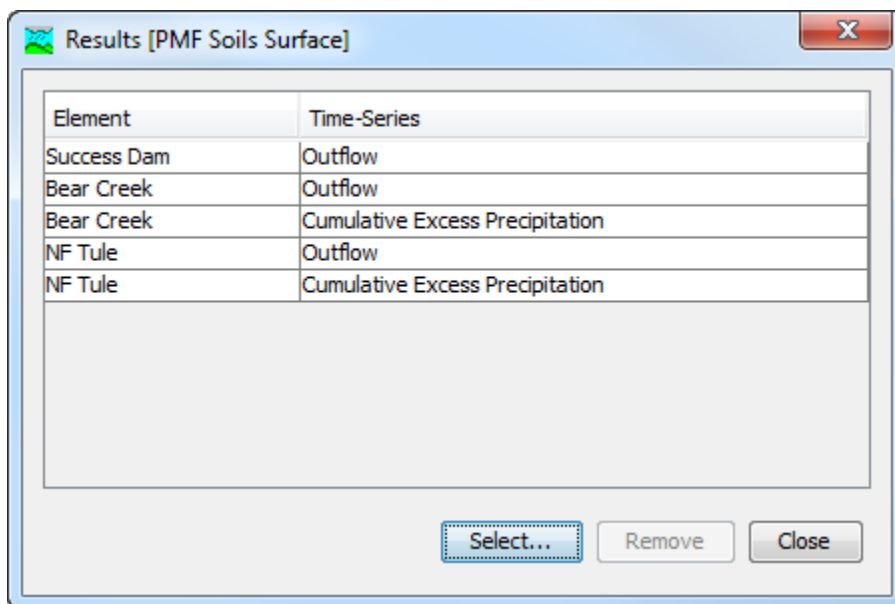 Results [PMF Soils Surface]
Element Time-Series
Success Dam Outflow
Bear Creek Outflow
Bear Creek Cumulative Excess Precipitation
NF Tule Outflow
NF Tule Cumulative Excess Precipitation
Select... Remove Close